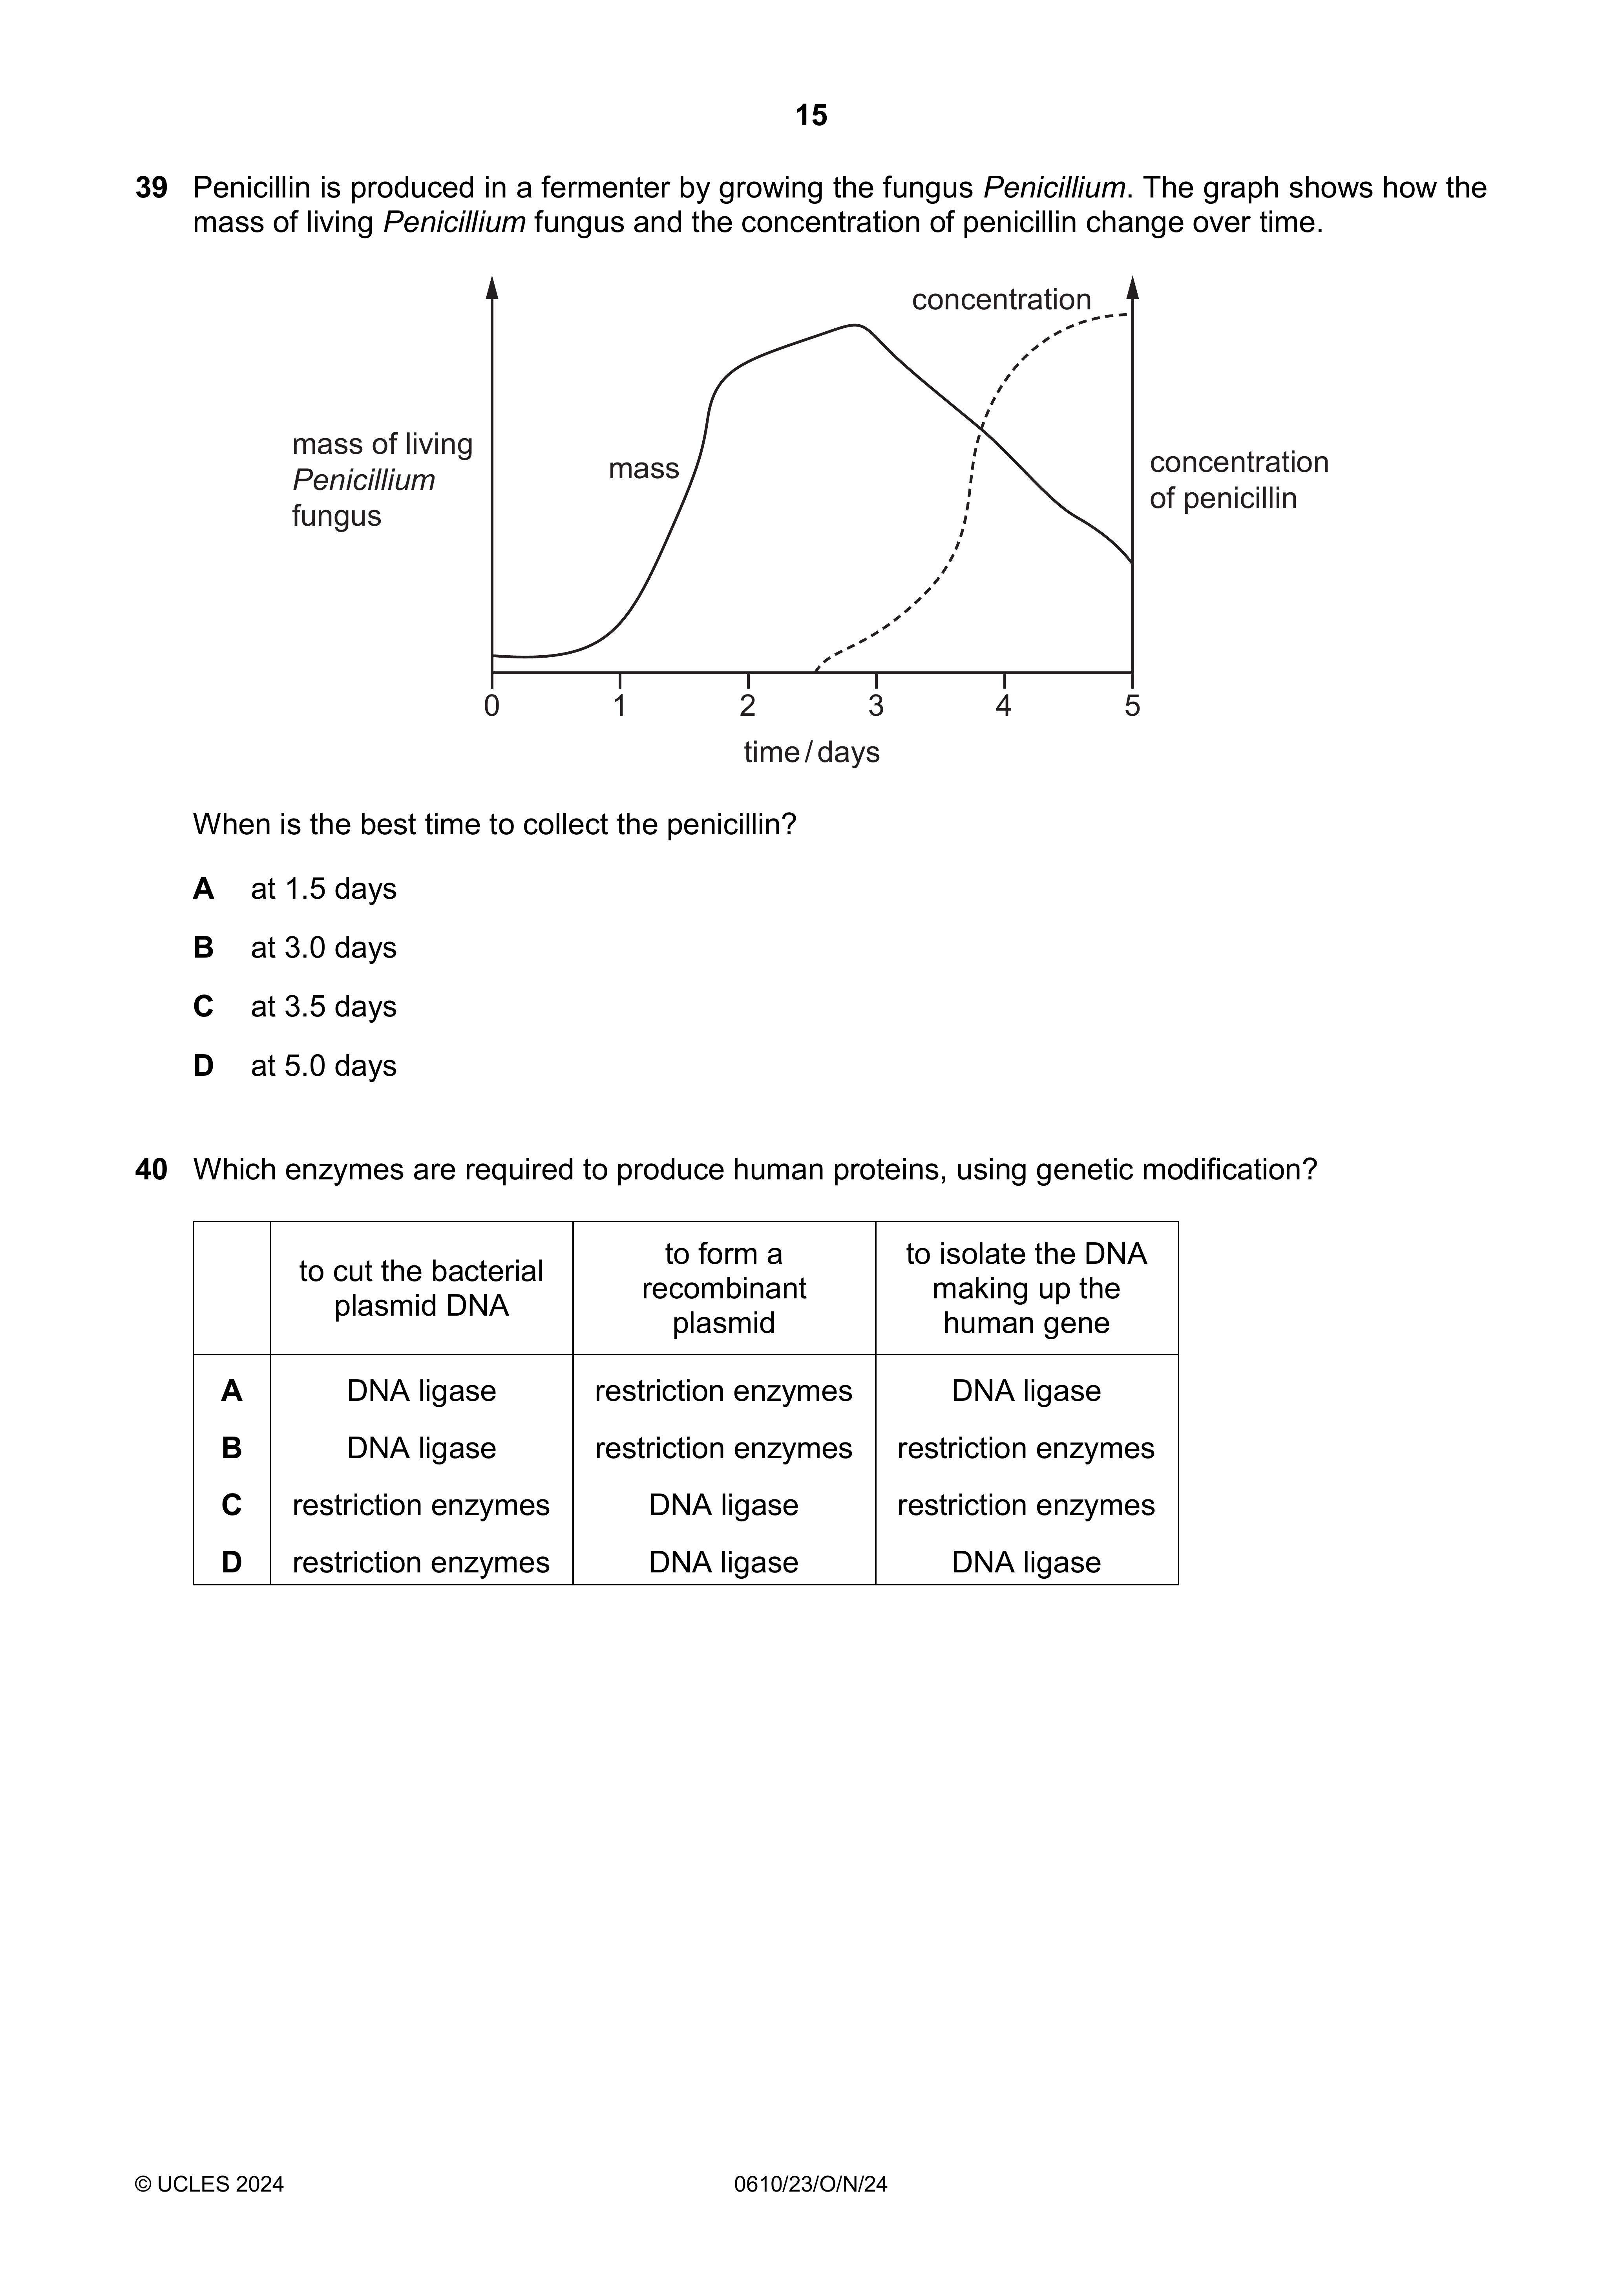 15
39 Penicillin is produced in a fermenter by growing the fungus Penicillium. The graph shows how the
mass of living Penicillium fungus and the concentration of penicillin change over time.
concentration
mass of living
Penicillium
fungus
mass
concentration
of penicillin
0 1 2 3 4 5
time / days
When is the best time to collect the penicillin?
A at 1.5 days
B at 3.0 days
C at 3.5 days
D at 5.0 days
40 Which enzymes are required to produce human proteins, using genetic modification?
to cut the bacterial
plasmid DNA
to form a
recombinant
plasmid
to isolate the DNA
making up the
human gene
A DNA ligase restriction enzymes DNA ligase
B DNA ligase restriction enzymes restriction enzymes
C restriction enzymes DNA ligase restriction enzymes
D restriction enzymes DNA ligase DNA ligase
© UCLES 2024 0610/23/O/N/24